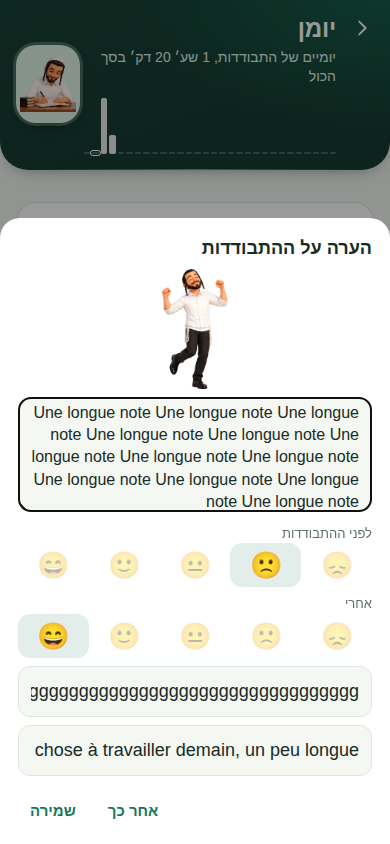 יומן
יומיים של התבודדות, 1 שע׳ 20 דק׳ בסך
הכול
הערה על ההתבודדות
Une longue note Une longue note Une longue
note Une longue note Une longue note Une
longue note Une longue note Une longue note
Une longue note Une longue note Une longue
note Une longue note
לפני ההתבודדות
אחרי
gggggggggggggggggggggggggggggggggg
chose à travailler demain, un peu longue
אחר כך
שמירה